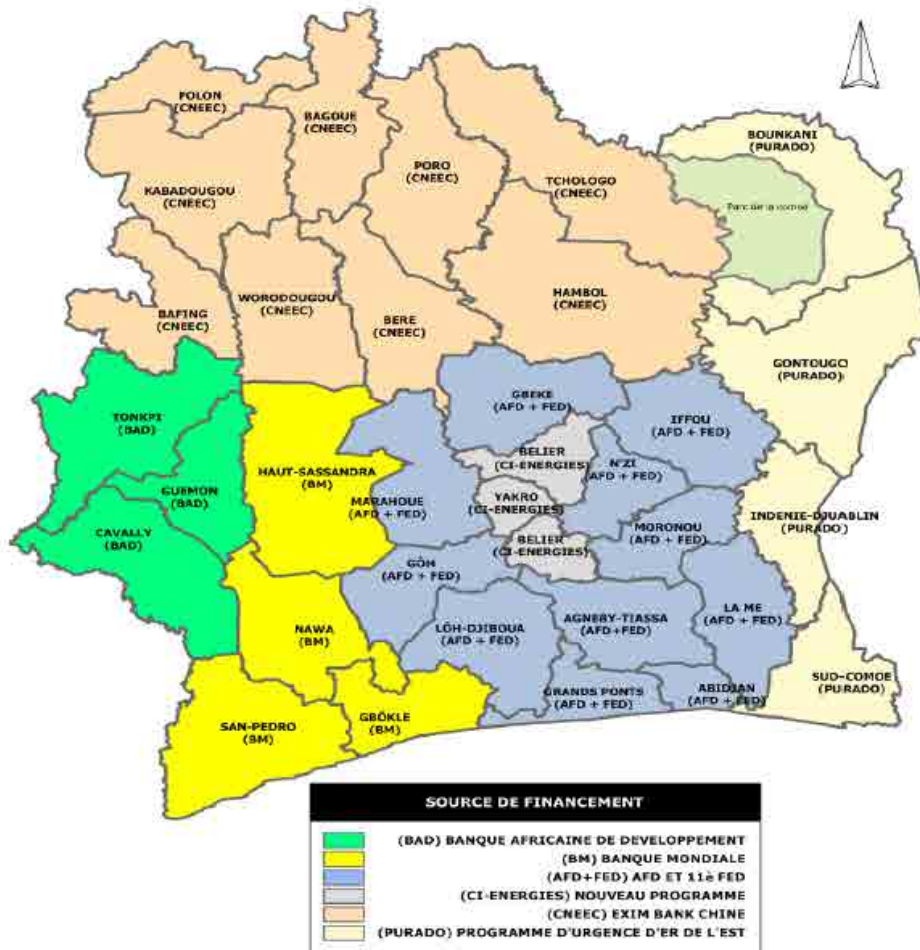 FOLON
(CNEEC)
BAGOUE
(CNEEC)
BOUNKANI
(PURADO)
PORO
(CNEEC)
TCHOLOGO
(CNEEC)
KABADOUGOU
(CNEEC)
Parc de la comoé
HAMBOL
(CNEEC)
WORODOUGOU
(CNEEC)
BAFING
(CNEEC)
BERE
(CNEEC)
GONTOUGO
(PURADO)
GBEKE
(AFD + FED)
TONKPI
(BAD)
IFFOU
(AFD + FED)
BELIER
(CI-ENERGIES)
N'ZI
(AFD + FED)
HAUT-SASSANDRA
(BM)
GUEMON
(BAD)
MARAHOUE
(AFD + FED)
YAKRO
(CI-ENERGIES)
INDENIE-DJUABLIN
(PURADO)
CAVALLY
(BAD)
MORONOU
(AFD + FED)
BELIER
(CI-ENERGIES)
GÔH
(AFD + FED)
LA ME
(AFD + FED)
NAWA
(BM)
LÔH-DJIBOUA
(AFD + FED)
AGNEBY-TIASSA
(AFD+FED)
SUD-COMOE
(PURADO)
GRANDS PONTS
(AFD + FED)
ABIDJAN
(AFD + FED)
GBÔKLE
(BM)
SAN-PEDRO
(BM)
SOURCE DE FINANCEMENT
(BAD) BANQUE AFRICAINE DE DEVELOPPEMENT
(BM) BANQUE MONDIALE
(AFD+FED) AFD ET 11è FED
(CI-ENERGIES) NOUVEAU PROGRAMME
(CNEEC) EXIM BANK CHINE
(PURADO) PROGRAMME D'URGENCE D'ER DE L'EST